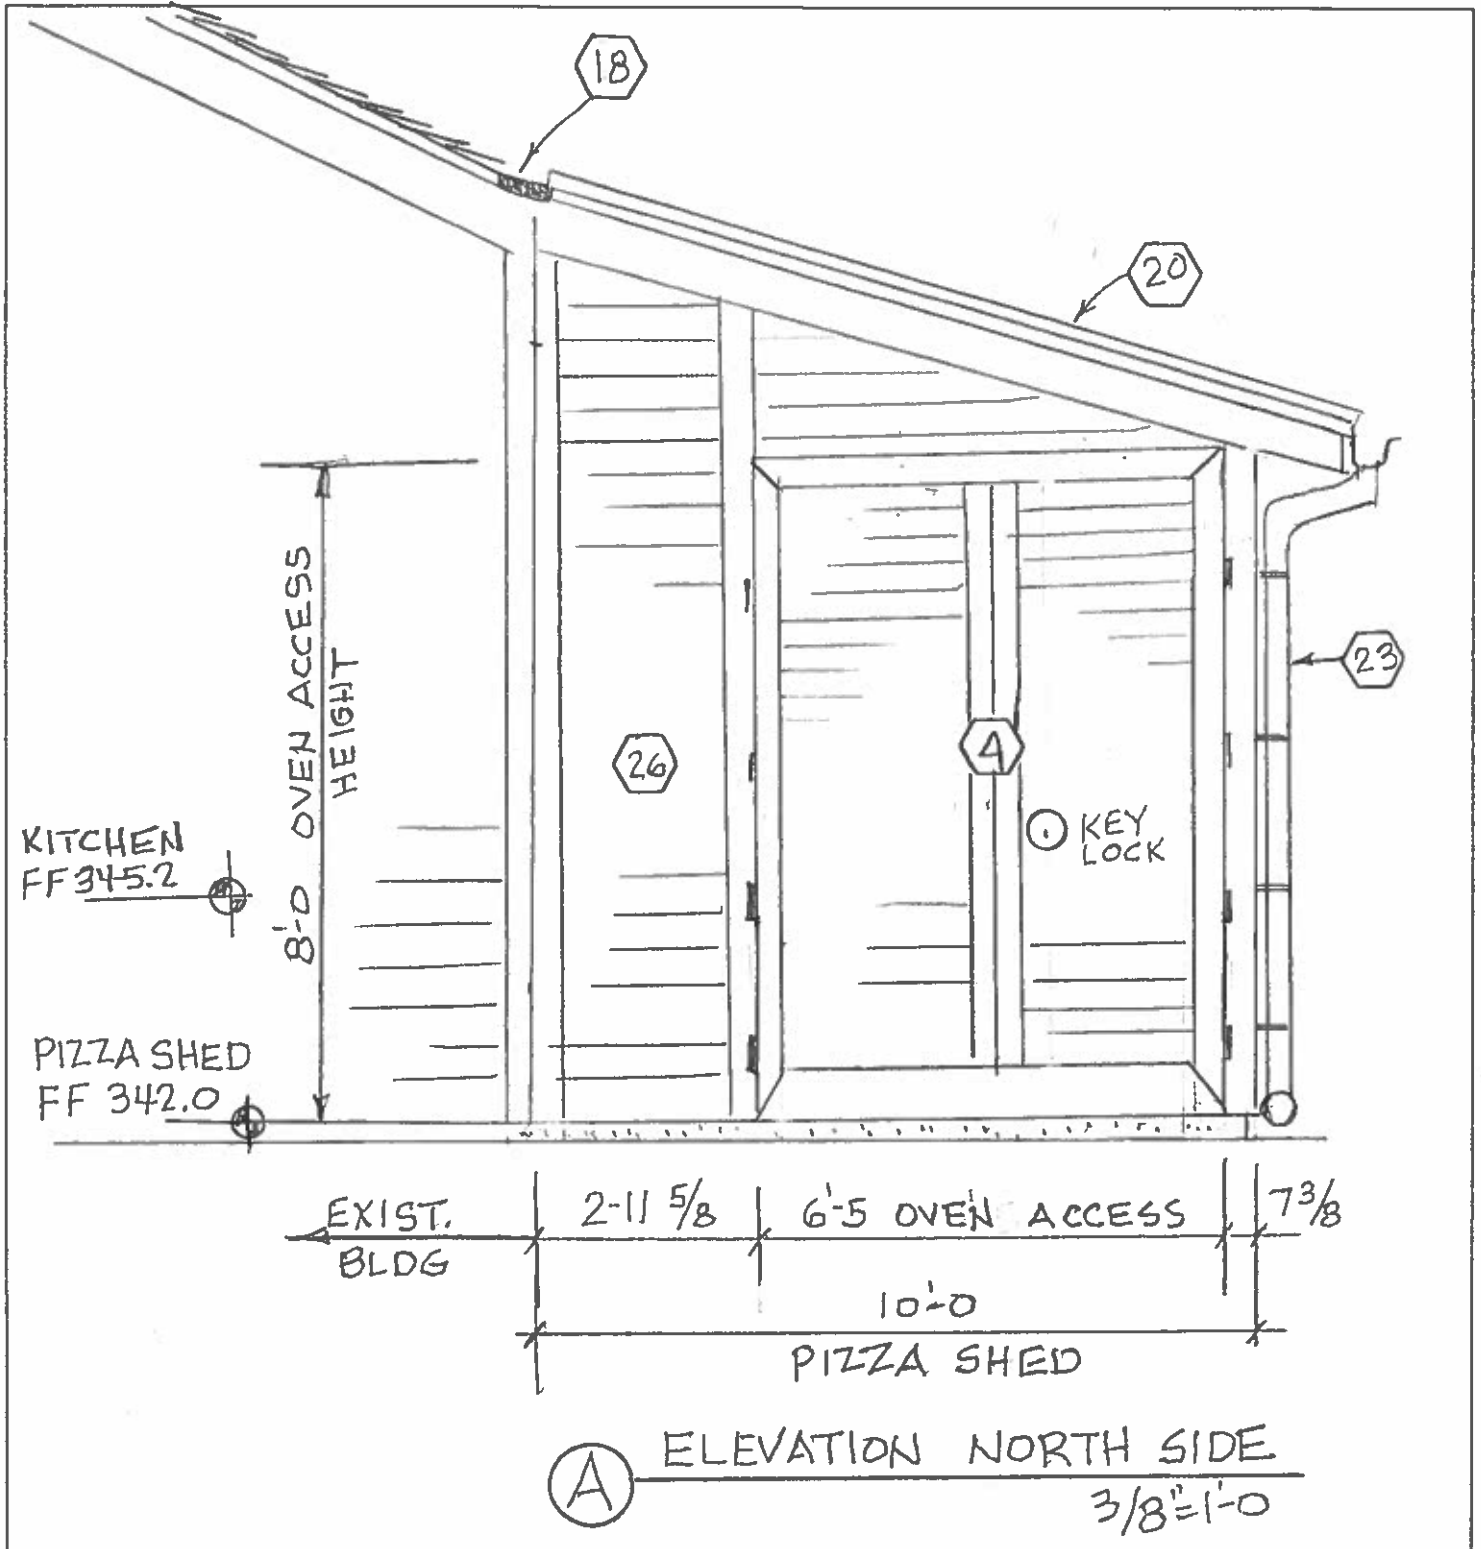 18
20
8'-0 OVEN ACCESS
HEIGHT
23
4
26
KEY
LOCK
KITCHEN
FF 345.2
PIZZA SHED
FF 342.0
EXIST.
BLDG
2-11 5/8
6'-5 OVEN ACCESS
7 3/8
10'-0
PIZZA SHED
A
ELEVATION NORTH SIDE
3/8"=1'-0